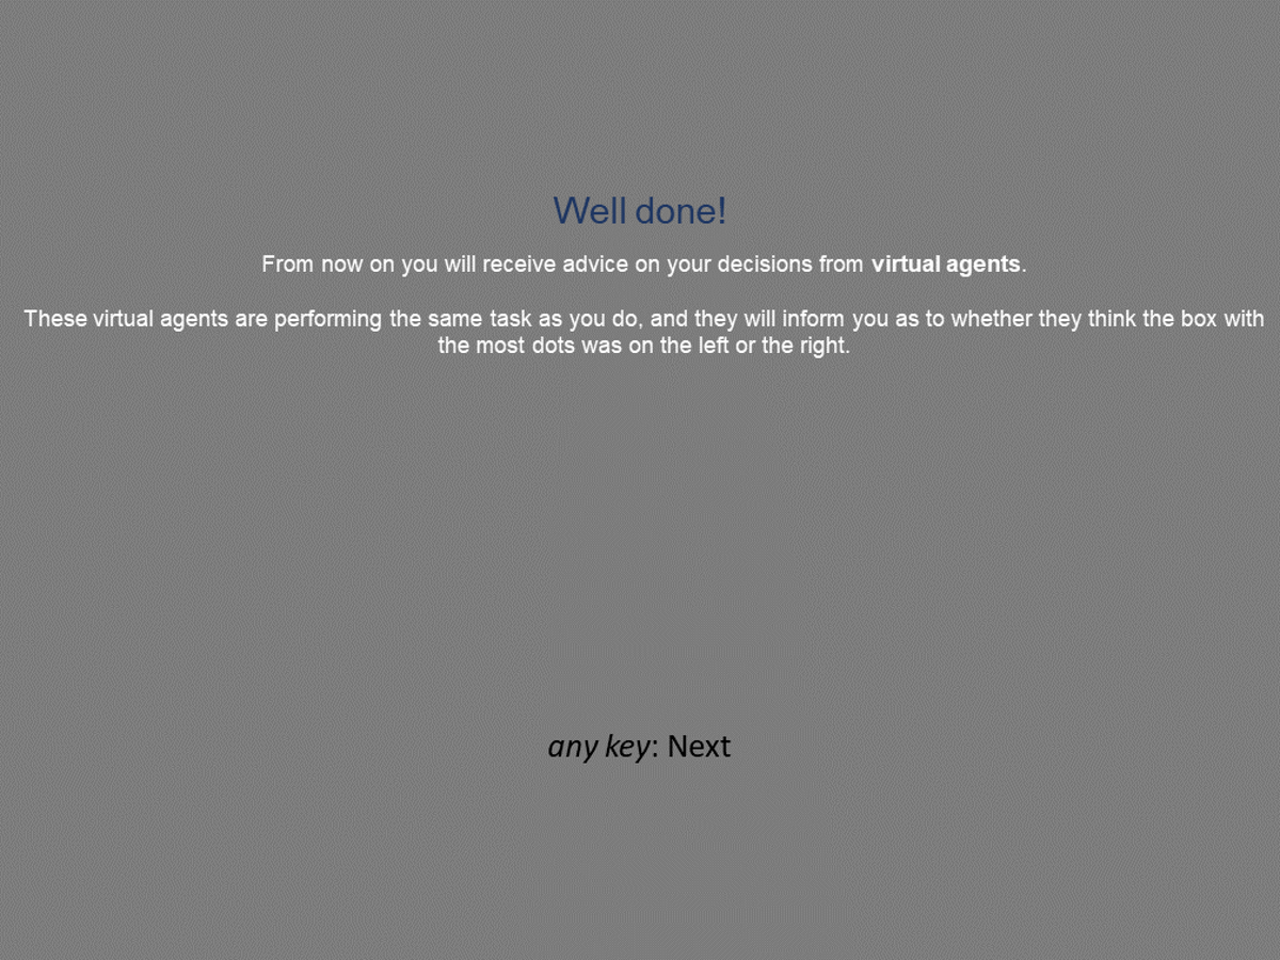 Well done!
From now on you will receive advice on your decisions from virtual agents.
These virtual agents are performing the same task as you do, and they will inform you as to whether they think the box with
the most dots was on the left or the right.
any key: Next